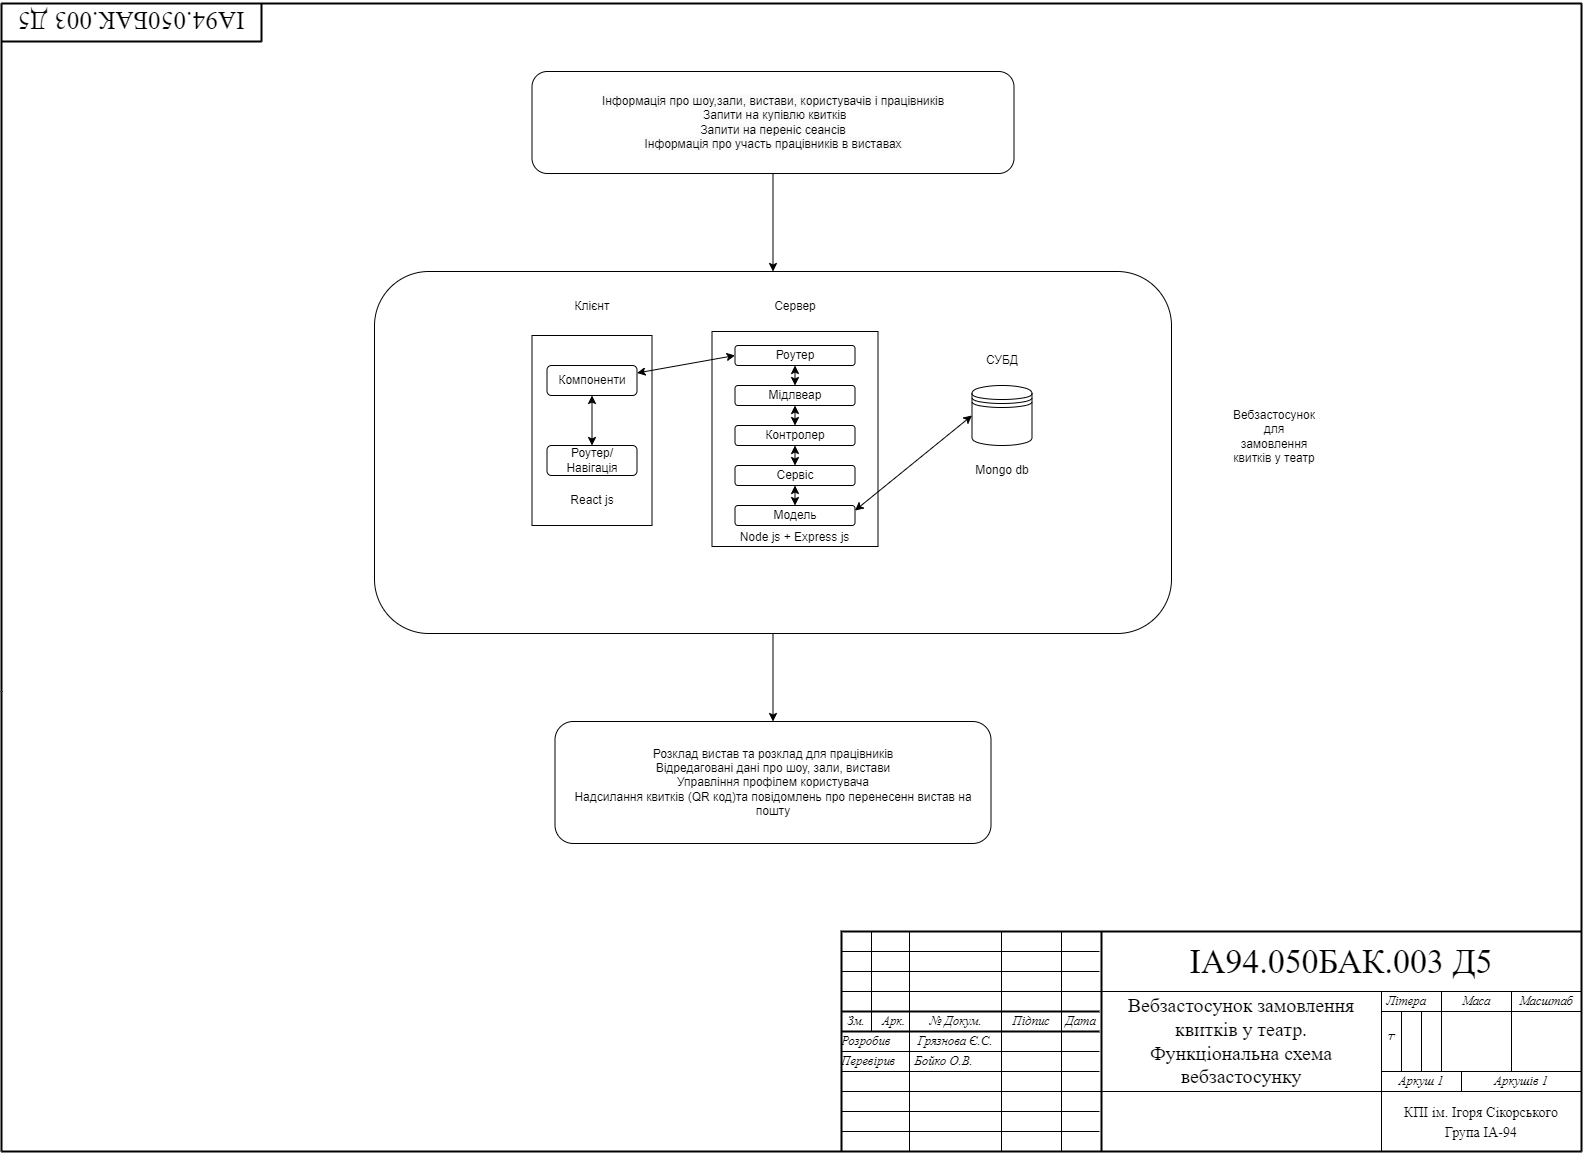 ІА94.050БАК.003 Д5
Інформація про шоу,зали, вистави, користувачів і працівників
Запити на купівлю квитків
Запити на переніс сеансів
Інформація про участь працівників в виставах
Клієнт
Сервер
СУБД
Компоненти
Роутер/
Навігація
React js
Роутер
Мідлвеар
Контролер
Сервіс
Модель
Node js + Express js
Mongo db
Вебзастосунок
для
замовлення
квитків у театр
Розклад вистав та розклад для працівників
Відредаговані дані про шоу, зали, вистави
Управління профілем користувача
Надсилання квитків (QR код)та повідомлень про перенесенн вистав на
пошту
ІА94.050БАК.003 Д5
Вебзастосунок замовлення
квитків у театр.
Функціональна схема
вебзастосунку
Літера Маса Масштаб
т
Аркуш 1 Аркушів 1
КПІ ім. Ігоря Сікорського
Група ІА-94
Зм. Арк. № Докум. Підпис Дата
Розробив Грязнова Є.С.
Перевірив Бойко О.В.